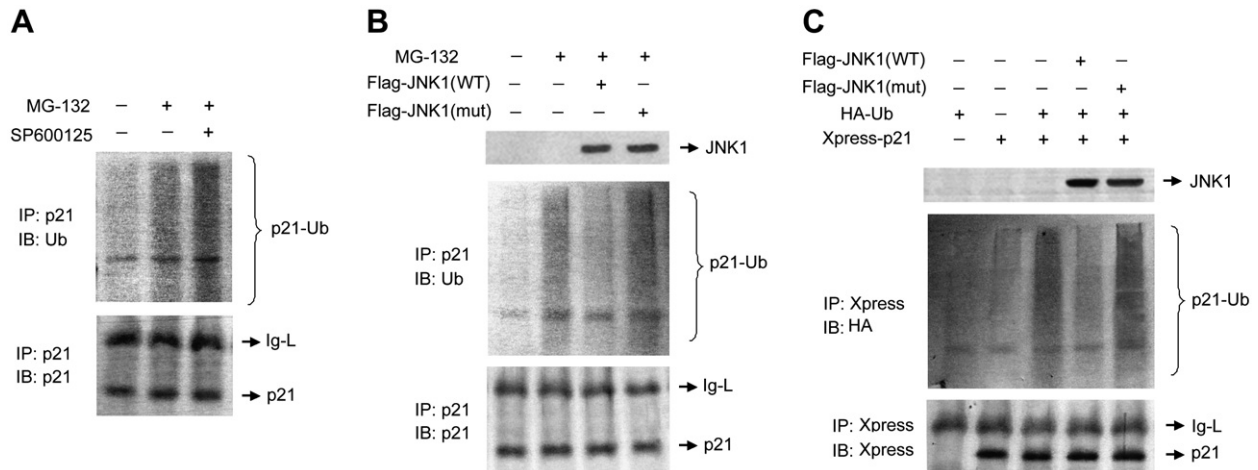 A
MG-132 − + +
SP600125 − − +
IP: p21
IB: Ub
p21-Ub
IP: p21
IB: p21
Ig-L
p21
B
MG-132 − + + +
Flag-JNK1(WT) − − + −
Flag-JNK1(mut) − − − +
JNK1
IP: p21
IB: Ub
p21-Ub
IP: p21
IB: p21
Ig-L
p21
C
Flag-JNK1(WT) − − − + −
Flag-JNK1(mut) − − − − +
HA-Ub + − + + +
Xpress-p21 − + + + +
JNK1
IP: Xpress
IB: HA
p21-Ub
IP: Xpress
IB: Xpress
Ig-L
p21